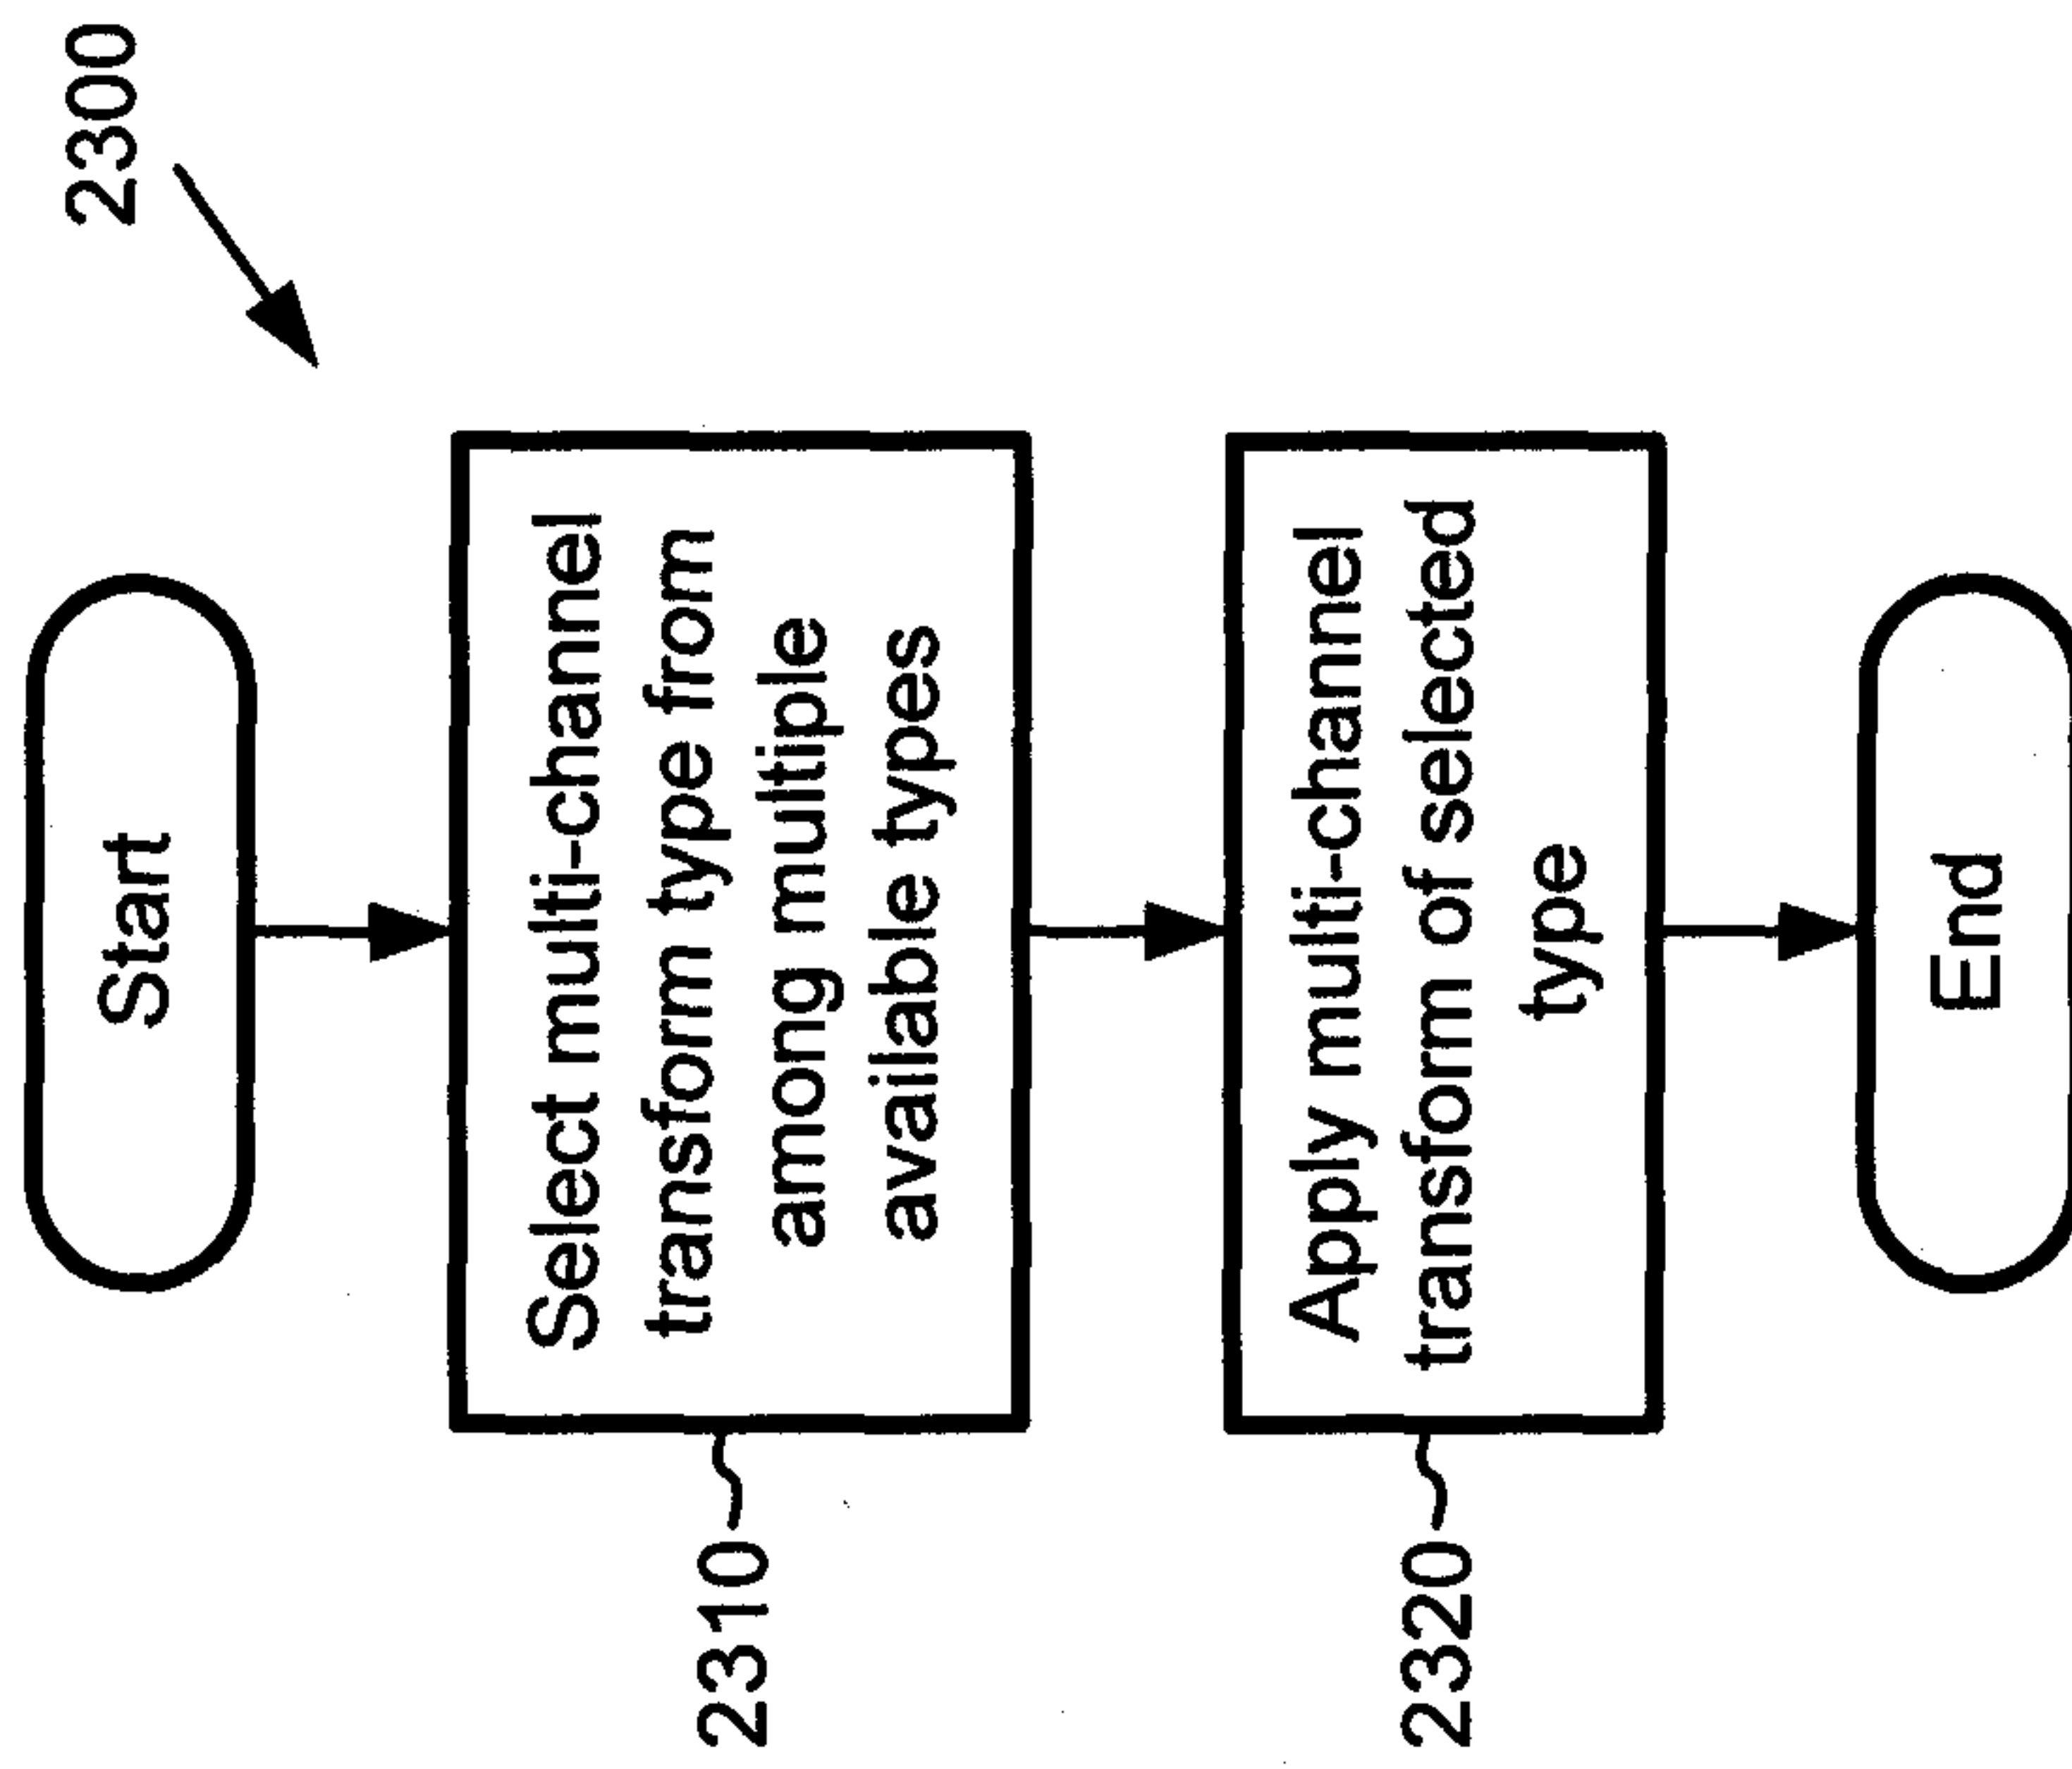 2300
Start
2310
Select multi-channel
transform type from
among multiple
available types
2320
Apply multi-channel
transform of selected
type
End